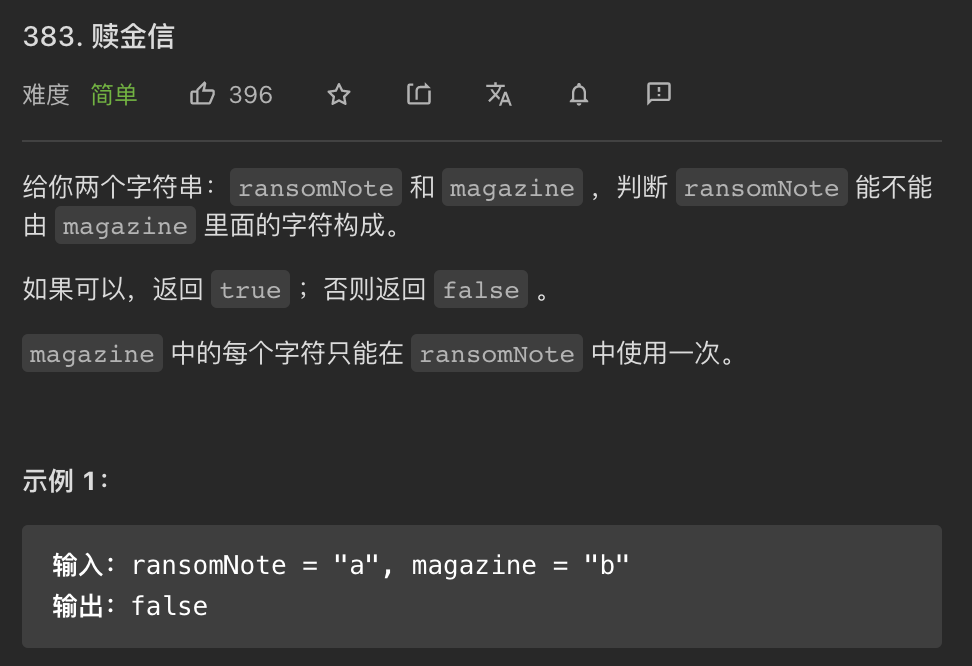 383. 赎金信
难度 简单 396
给你两个字符串：ransomNote 和 magazine ，判断 ransomNote 能不能
由 magazine 里面的字符构成。
如果可以，返回 true ；否则返回 false 。
magazine 中的每个字符只能在 ransomNote 中使用一次。
示例 1：
输入：ransomNote = "a", magazine = "b"
输出：false